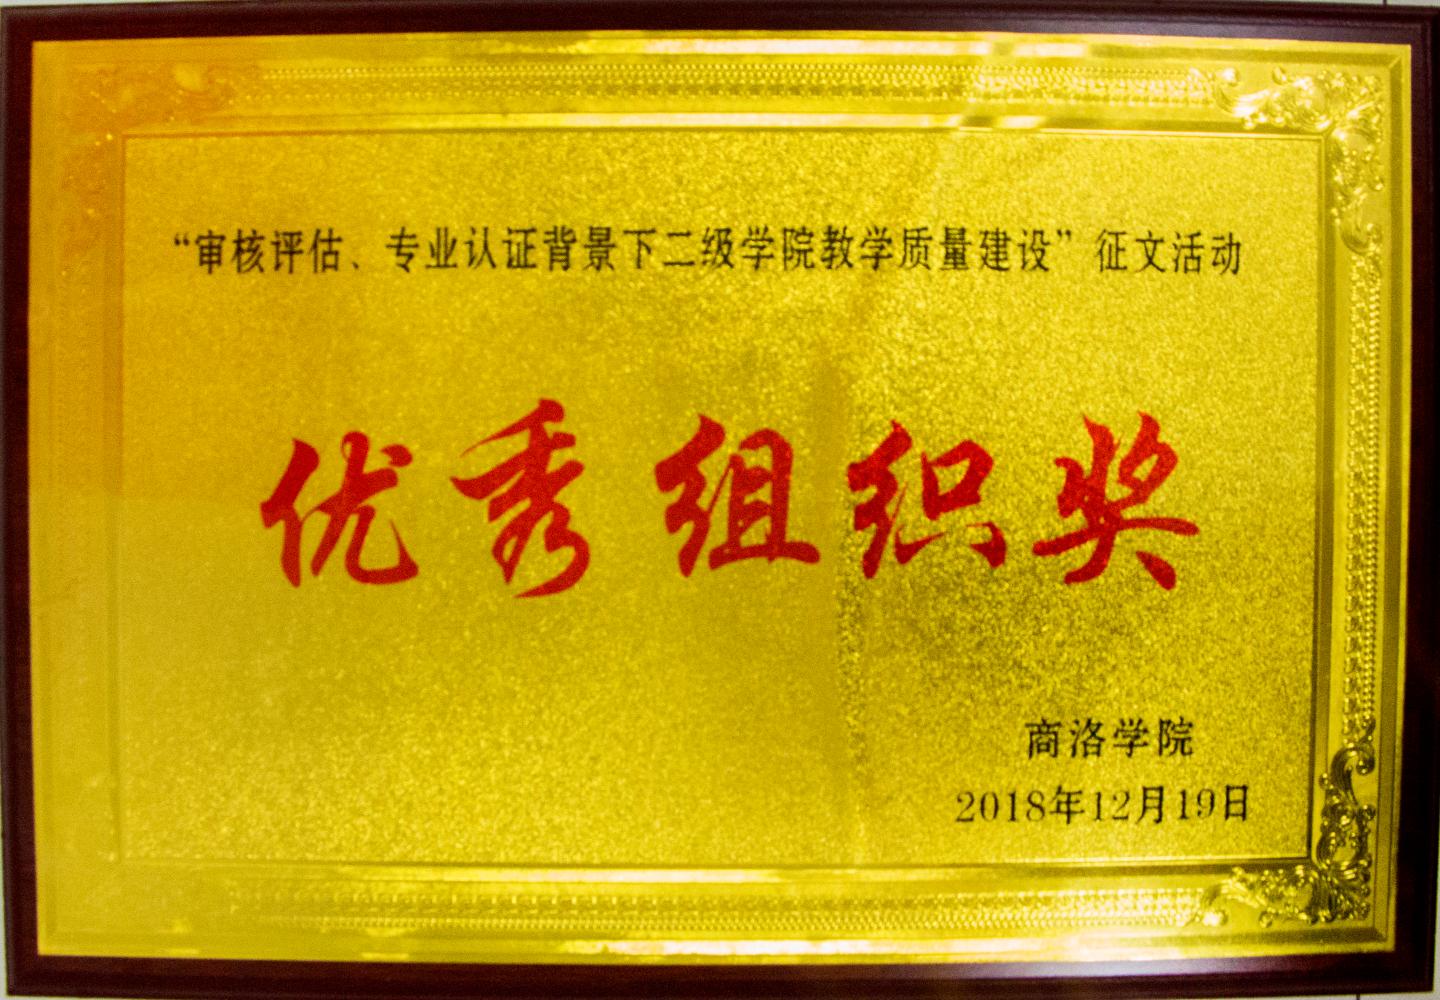 “审核评估、专业认证背景下二级学院教学质量建设”征文活动
优秀组织奖
商洛学院
2018年12月19日